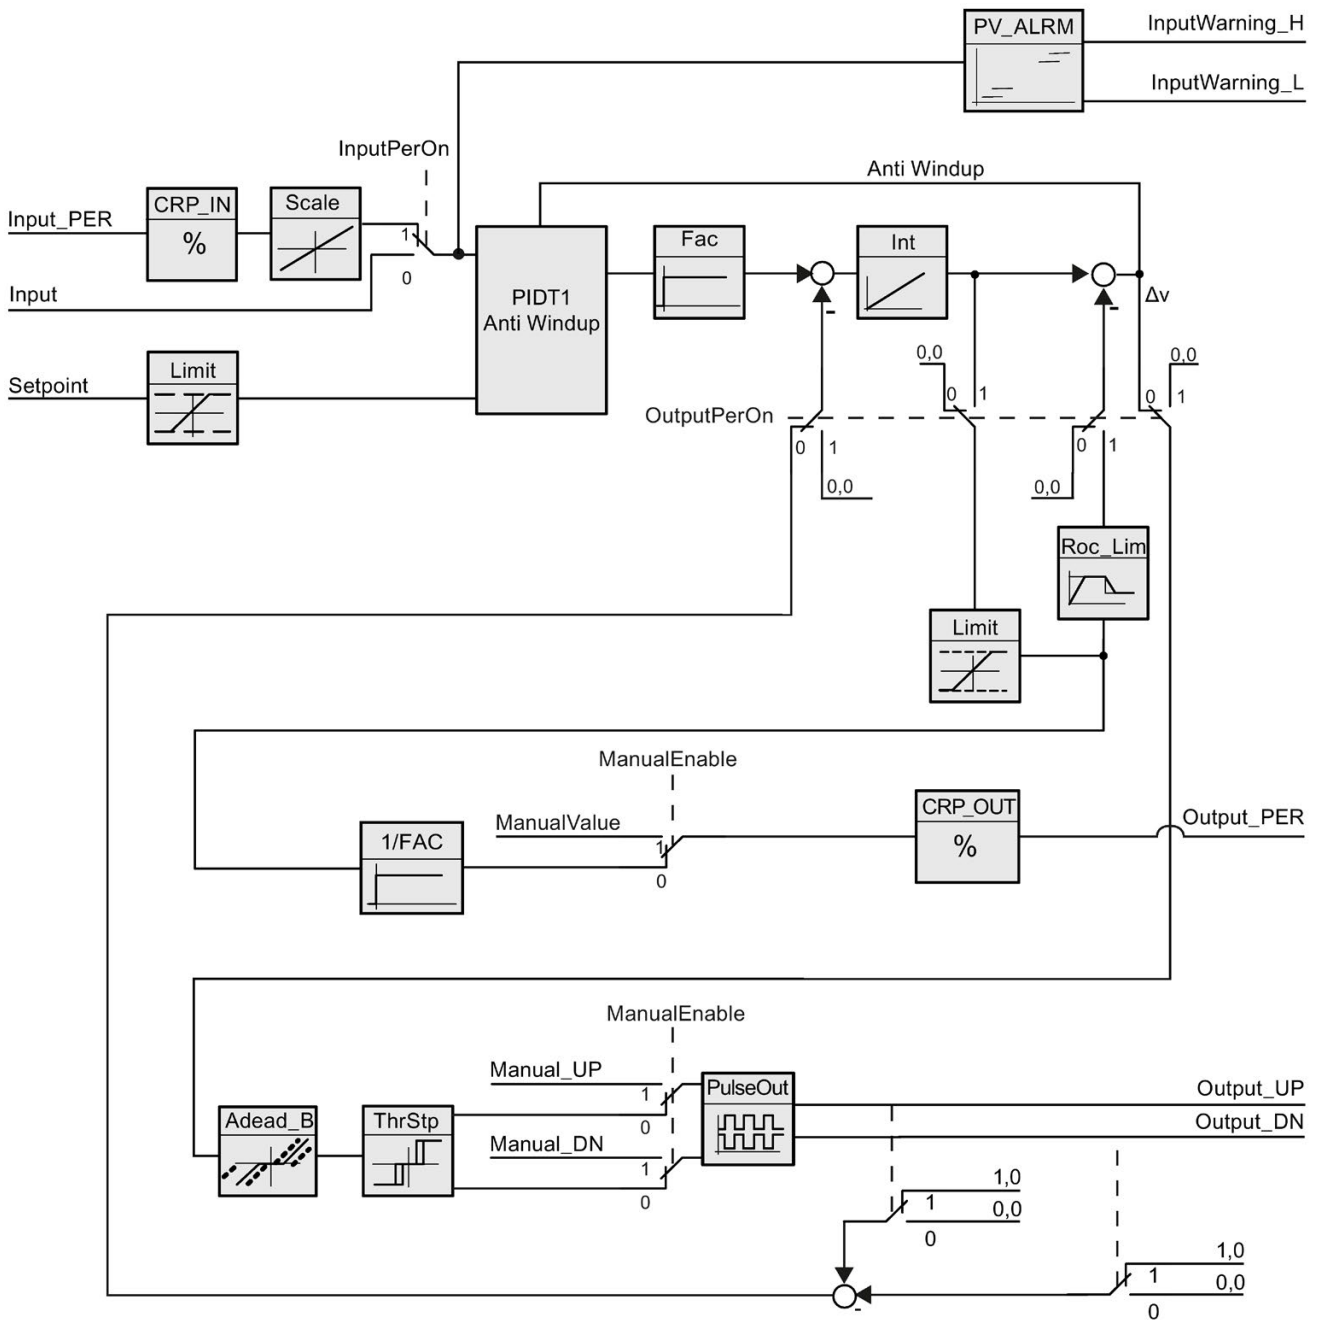 PV_ALRM
InputWarning_H
InputWarning_L
InputPerOn
Anti Windup
CRP_IN
%
Scale
Input_PER
1
0
Input
PIDT1
Anti Windup
Fac
Int
-
-
Δv
Setpoint
Limit
0,0
0
1
0,0
0
1
OutputPerOn
0
1
0,0
0
1
0,0
Roc_Lim
Limit
ManualEnable
ManualValue
1
0
1/FAC
CRP_OUT
%
Output_PER
ManualEnable
Manual_UP
1
0
Manual_DN
1
0
PulseOut
Output_UP
Output_DN
Adead_B
ThrStp
1,0
1
0,0
0
1,0
1
0,0
0
-